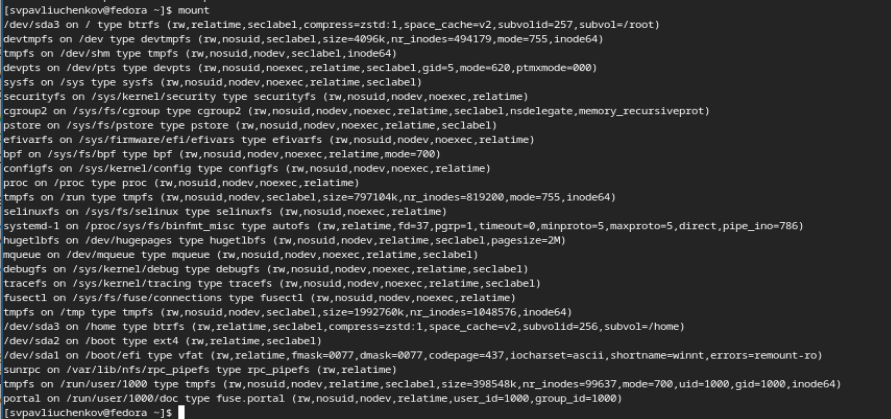 [svpavliuchenkov@fedora ~]$ mount
/dev/sda3 on / type btrfs (rw,relatime,seclabel,compress=zstd:1,space_cache=v2,subvolid=257,subvol=/root)
devtmpfs on /dev type devtmpfs (rw,nosuid,seclabel,size=4096k,nr_inodes=494179,mode=755,inode64)
tmpfs on /dev/shm type tmpfs (rw,nosuid,nodev,seclabel,inode64)
devpts on /dev/pts type devpts (rw,nosuid,noexec,relatime,seclabel,gid=5,mode=620,ptmxmode=000)
sysfs on /sys type sysfs (rw,nosuid,nodev,noexec,relatime,seclabel)
securityfs on /sys/kernel/security type securityfs (rw,nosuid,nodev,noexec,relatime)
cgroup2 on /sys/fs/cgroup type cgroup2 (rw,nosuid,nodev,noexec,relatime,seclabel,nsdelegate,memory_recursiveprot)
pstore on /sys/fs/pstore type pstore (rw,nosuid,nodev,noexec,relatime,seclabel)
efivarfs on /sys/firmware/efi/efivars type efivarfs (rw,nosuid,nodev,noexec,relatime)
bpf on /sys/fs/bpf type bpf (rw,nosuid,nodev,noexec,relatime,mode=700)
configfs on /sys/kernel/config type configfs (rw,nosuid,nodev,noexec,relatime)
proc on /proc type proc (rw,nosuid,nodev,noexec,relatime)
tmpfs on /run type tmpfs (rw,nosuid,nodev,seclabel,size=797104k,nr_inodes=819200,mode=755,inode64)
selinuxfs on /sys/fs/selinux type selinuxfs (rw,nosuid,noexec,relatime)
systemd-1 on /proc/sys/fs/binfmt_misc type autofs (rw,relatime,fd=37,pgrp=1,timeout=0,minproto=5,maxproto=5,direct,pipe_ino=786)
hugetlbfs on /dev/hugepages type hugetlbfs (rw,nosuid,nodev,relatime,seclabel,pagesize=2M)
mqueue on /dev/mqueue type mqueue (rw,nosuid,nodev,noexec,relatime,seclabel)
debugfs on /sys/kernel/debug type debugfs (rw,nosuid,nodev,noexec,relatime,seclabel)
tracefs on /sys/kernel/tracing type tracefs (rw,nosuid,nodev,noexec,relatime,seclabel)
fusectl on /sys/fs/fuse/connections type fusectl (rw,nosuid,nodev,noexec,relatime)
tmpfs on /tmp type tmpfs (rw,nosuid,nodev,seclabel,size=1992760k,nr_inodes=1048576,inode64)
/dev/sda3 on /home type btrfs (rw,relatime,seclabel,compress=zstd:1,space_cache=v2,subvolid=256,subvol=/home)
/dev/sda2 on /boot type ext4 (rw,relatime,seclabel)
/dev/sda1 on /boot/efi type vfat (rw,relatime,fmask=0077,dmask=0077,codepage=437,iocharset=ascii,shortname=winnt,errors=remount-ro)
sunrpc on /var/lib/nfs/rpc_pipefs type rpc_pipefs (rw,relatime)
tmpfs on /run/user/1000 type tmpfs (rw,nosuid,nodev,relatime,seclabel,size=398548k,nr_inodes=99637,mode=700,uid=1000,gid=1000,inode64)
portal on /run/user/1000/doc type fuse.portal (rw,nosuid,nodev,relatime,user_id=1000,group_id=1000)
[svpavliuchenkov@fedora ~]$